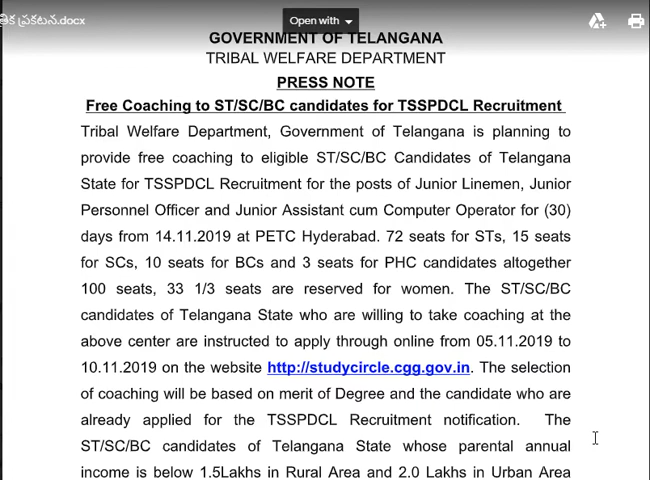 తిక ప్రకటన.docx
Open with
GOVERNMENT OF TELANGANA
TRIBAL WELFARE DEPARTMENT
PRESS NOTE
Free Coaching to ST/SC/BC candidates for TSSPDCL Recruitment
Tribal Welfare Department, Government of Telangana is planning to
provide free coaching to eligible ST/SC/BC Candidates of Telangana
State for TSSPDCL Recruitment for the posts of Junior Linemen, Junior
Personnel Officer and Junior Assistant cum Computer Operator for (30)
days from 14.11.2019 at PETC Hyderabad. 72 seats for STs, 15 seats
for SCs, 10 seats for BCs and 3 seats for PHC candidates altogether
100 seats, 33 1/3 seats are reserved for women. The ST/SC/BC
candidates of Telangana State who are willing to take coaching at the
above center are instructed to apply through online from 05.11.2019 to
10.11.2019 on the website http://studycircle.cgg.gov.in. The selection
of coaching will be based on merit of Degree and the candidate who are
already applied for the TSSPDCL Recruitment notification. The
ST/SC/BC candidates of Telangana State whose parental annual
income is below 1.5Lakhs in Rural Area and 2.0 Lakhs in Urban Area